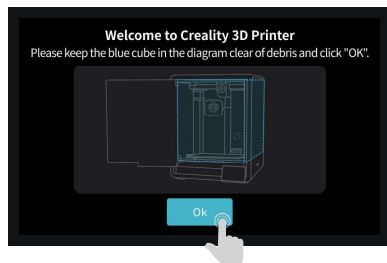 Welcome to Creality 3D Printer
Please keep the blue cube in the diagram clear of debris and click "OK".
Ok